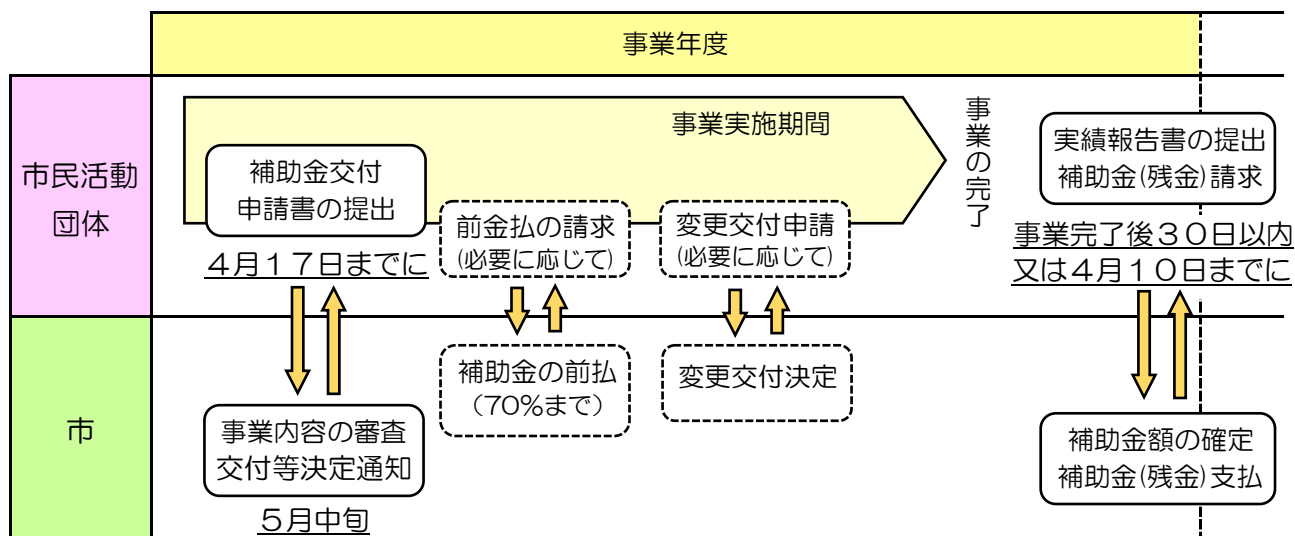 事業年度
市民活動
団体
事業実施期間
補助金交付
申請書の提出
４月１７日までに
前金払の請求
(必要に応じて)
変更交付申請
(必要に応じて)
事業の完了
実績報告書の提出
補助金(残金)請求
事業完了後３０日以内
又は４月１０日までに
市
事業内容の審査
交付等決定通知
５月中旬
補助金の前払
（70%まで）
変更交付決定
補助金額の確定
補助金(残金)支払